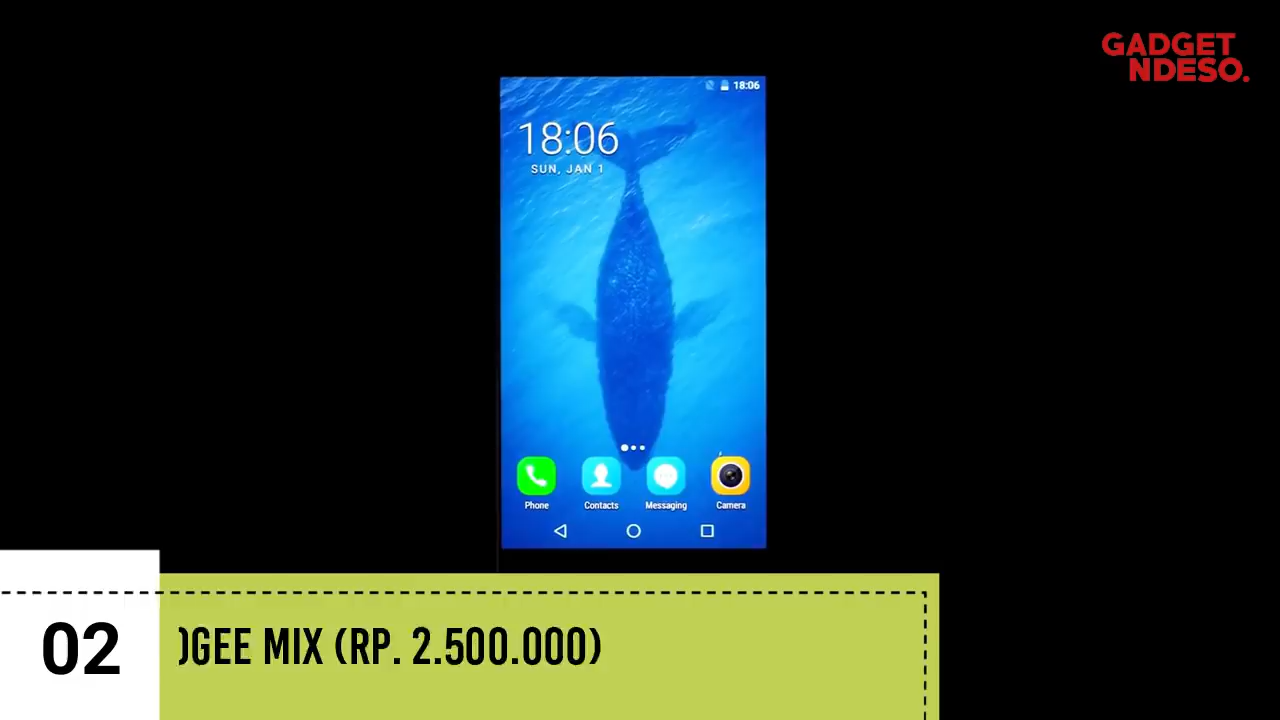 GADGET
NDESO.
18:06
18:06
SUN, JAN 1
Phone
Contacts
Messaging
Camera
02
OGEE MIX (RP. 2.500.000)